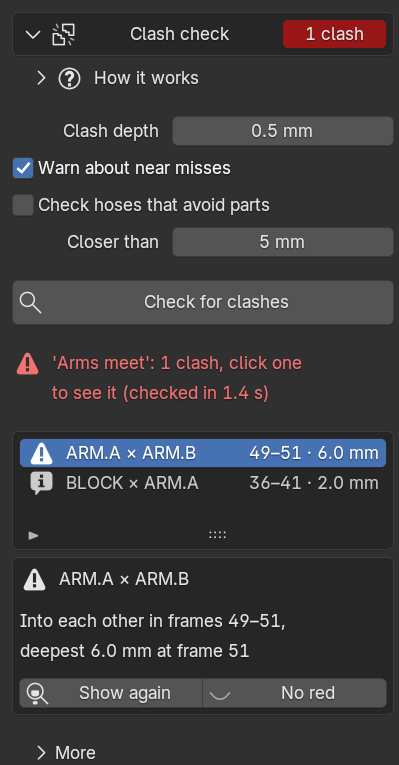 Clash check 1 clash
How it works
Clash depth 0.5 mm
Warn about near misses
Check hoses that avoid parts
Closer than 5 mm
Check for clashes
'Arms meet': 1 clash, click one
to see it (checked in 1.4 s)
ARM.A × ARM.B 49–51 · 6.0 mm
BLOCK × ARM.A 36–41 · 2.0 mm
ARM.A × ARM.B
Into each other in frames 49–51,
deepest 6.0 mm at frame 51
Show again No red
More